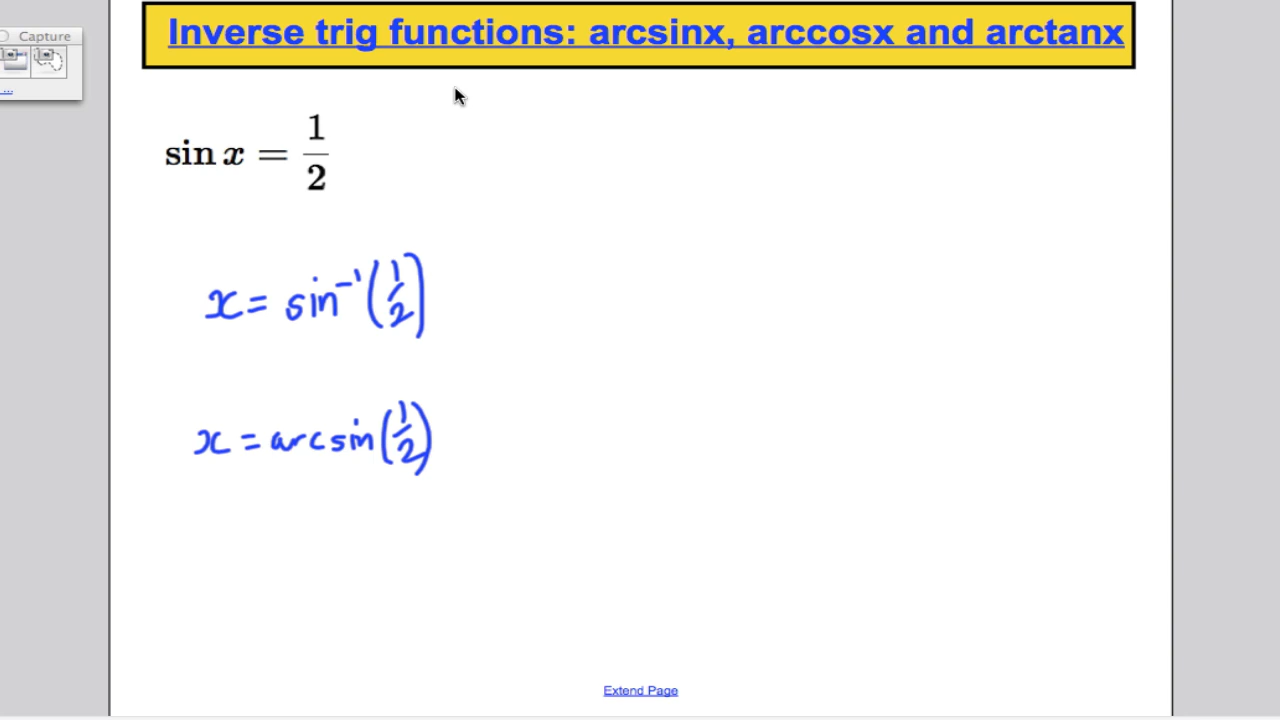 Capture
...
Inverse trig functions: arcsinx, arccosx and arctanx
sin x = 1/2
x = sin⁻¹(1/2)
x = arcsin(1/2)
Extend Page